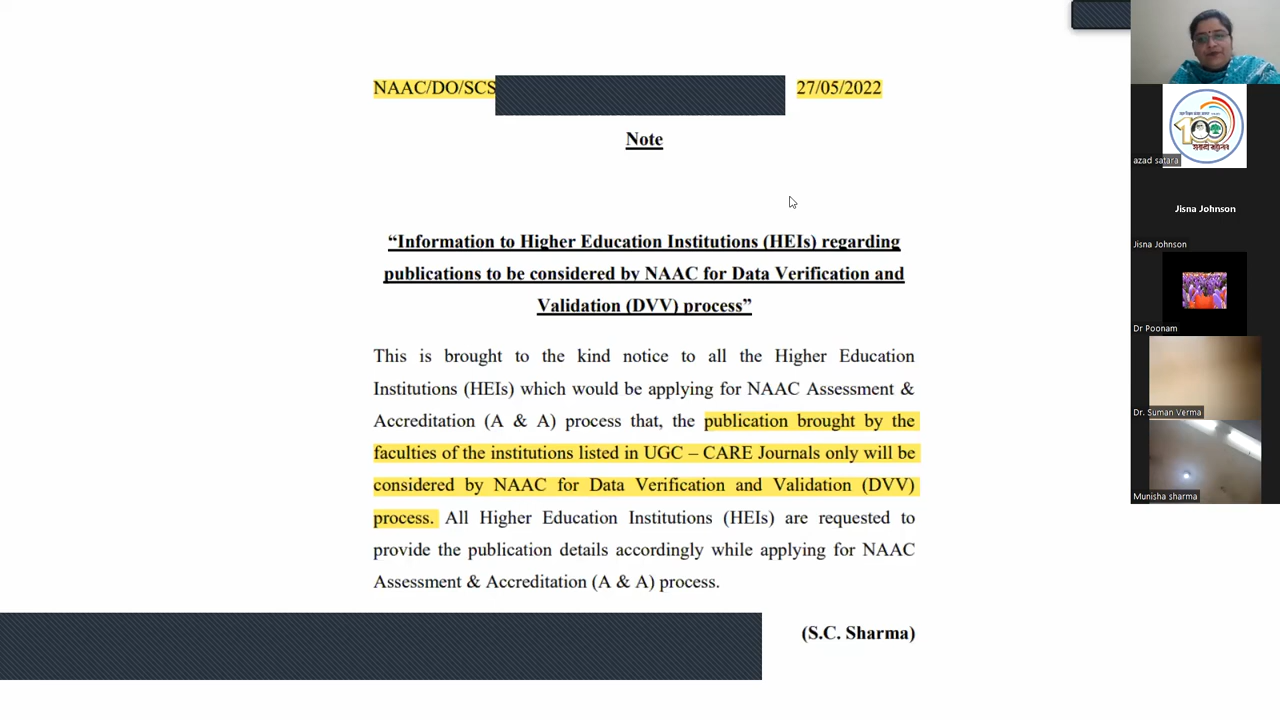 NAAC/DO/SCS 27/05/2022
Note
“Information to Higher Education Institutions (HEIs) regarding
publications to be considered by NAAC for Data Verification and
Validation (DVV) process”
This is brought to the kind notice to all the Higher Education
Institutions (HEIs) which would be applying for NAAC Assessment &
Accreditation (A & A) process that, the publication brought by the
faculties of the institutions listed in UGC – CARE Journals only will be
considered by NAAC for Data Verification and Validation (DVV)
process. All Higher Education Institutions (HEIs) are requested to
provide the publication details accordingly while applying for NAAC
Assessment & Accreditation (A & A) process.
(S.C. Sharma)
100
azad satara
Jisna Johnson
Jisna Johnson
Dr Poonam
Dr. Suman Verma
Munisha sharma